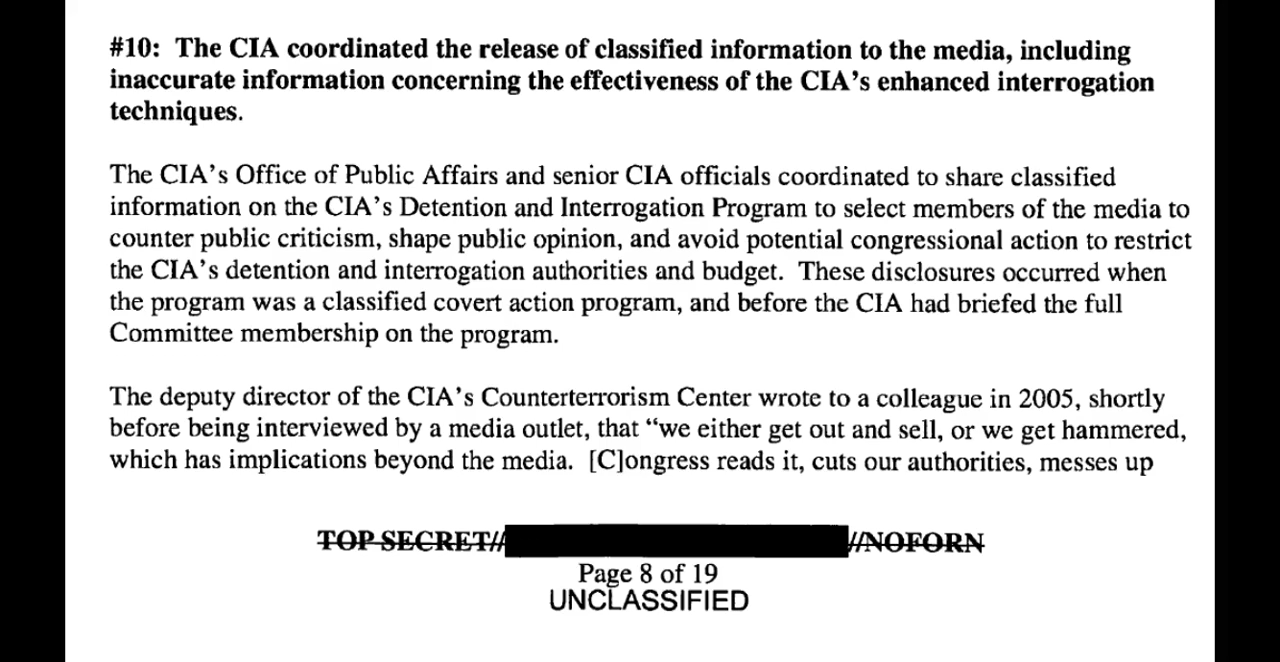 #10: The CIA coordinated the release of classified information to the media, including
inaccurate information concerning the effectiveness of the CIA's enhanced interrogation
techniques.
The CIA's Office of Public Affairs and senior CIA officials coordinated to share classified
information on the CIA's Detention and Interrogation Program to select members of the media to
counter public criticism, shape public opinion, and avoid potential congressional action to restrict
the CIA's detention and interrogation authorities and budget. These disclosures occurred when
the program was a classified covert action program, and before the CIA had briefed the full
Committee membership on the program.
The deputy director of the CIA's Counterterrorism Center wrote to a colleague in 2005, shortly
before being interviewed by a media outlet, that “we either get out and sell, or we get hammered,
which has implications beyond the media. [C]ongress reads it, cuts our authorities, messes up
TOP SECRET// //NOFORN
Page 8 of 19
UNCLASSIFIED